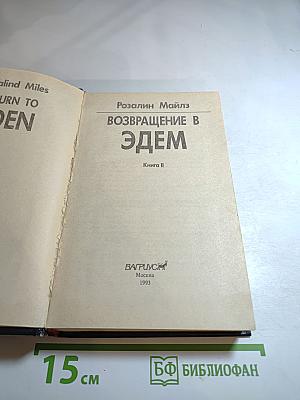 alind Miles
URN TO
DEN
Розалин Майлз
ВОЗВРАЩЕНИЕ В
ЭДЕМ
Книга II
ВАГРИУС
Москва
1993
15 см
БФ БИБЛИОФАН